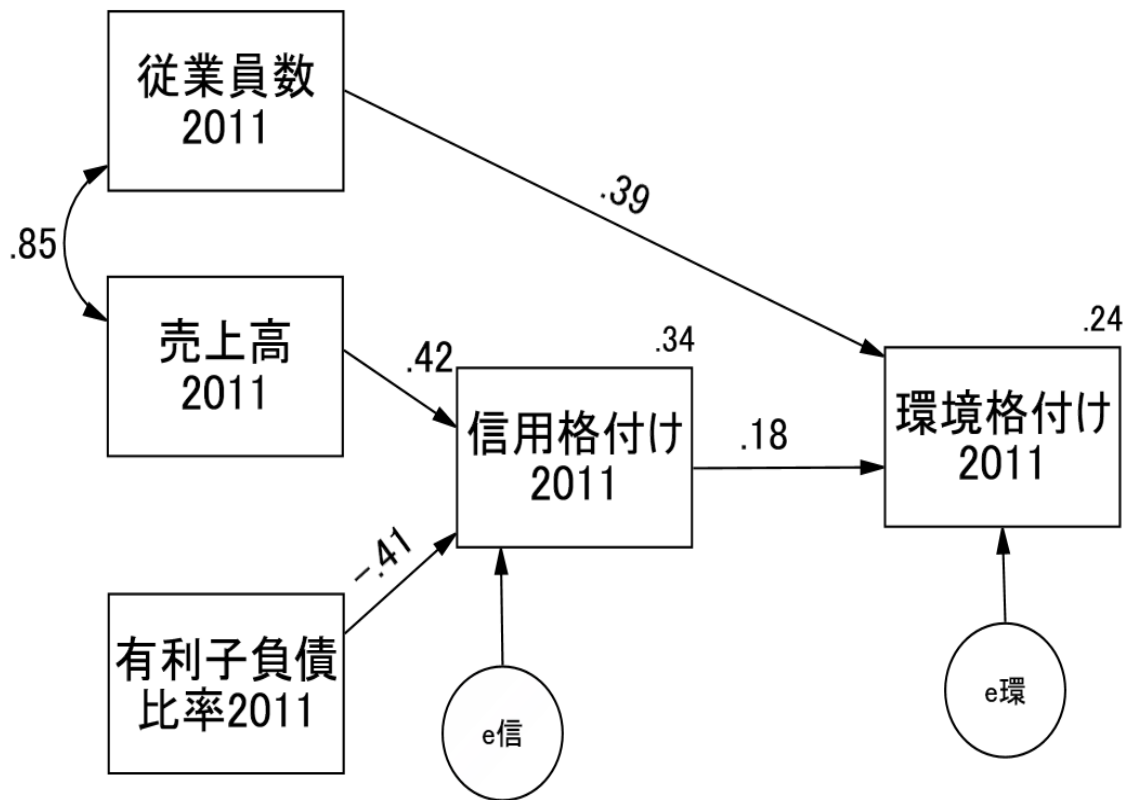 従業員数
2011
.85
.39
売上高
2011
.42
.34
.24
信用格付け
2011
.18
環境格付け
2011
-.41
有利子負債
比率2011
e信
e環